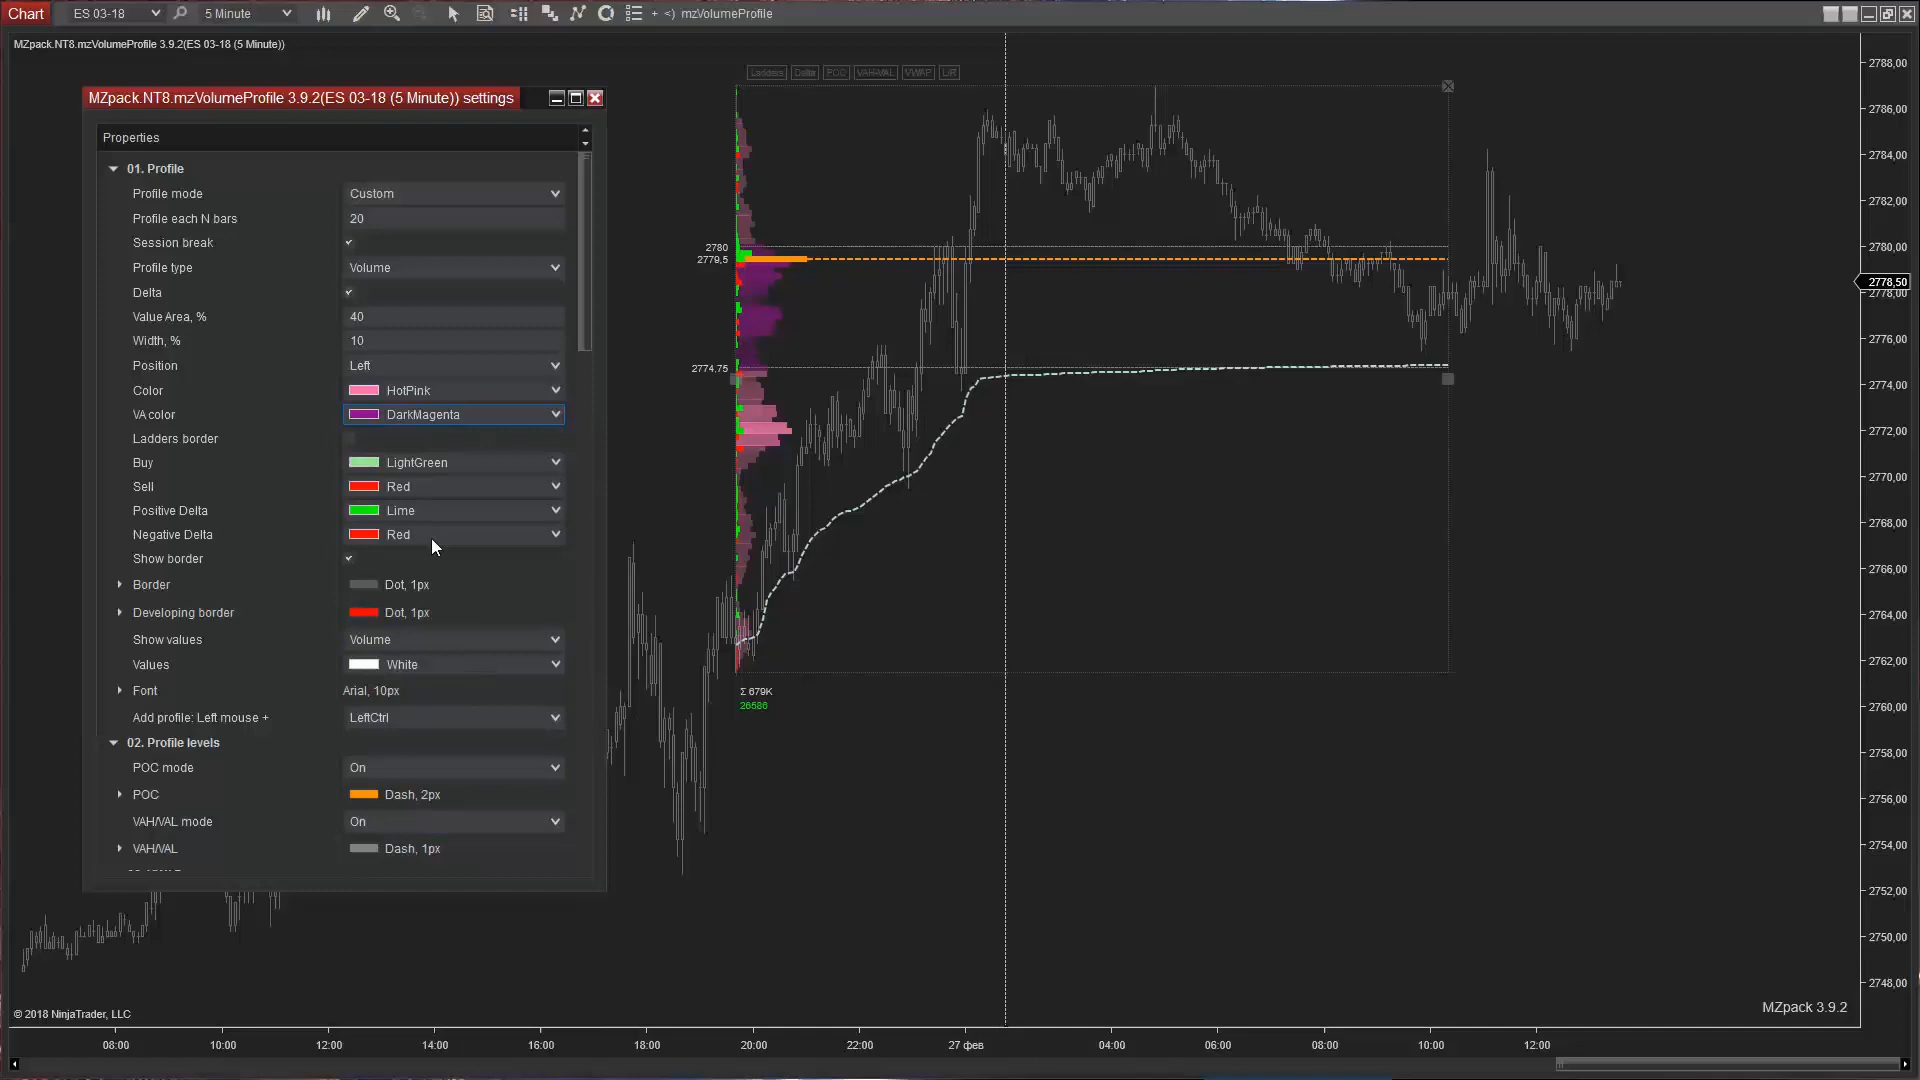 Chart ES 03-18 5 Minute + <) mzVolumeProfile
MZpack.NT8.mzVolumeProfile 3.9.2(ES 03-18 (5 Minute))
MZpack.NT8.mzVolumeProfile 3.9.2(ES 03-18 (5 Minute)) settings
Properties
01. Profile
Profile mode Custom
Profile each N bars 20
Session break
Profile type Volume
Delta
Value Area, % 40
Width, % 10
Position Left
Color HotPink
VA color DarkMagenta
Ladders border
Buy LightGreen
Sell Red
Positive Delta Lime
Negative Delta Red
Show border
Border Dot, 1px
Developing border Dot, 1px
Show values Volume
Values White
Font Arial, 10px
Add profile: Left mouse + LeftCtrl
02. Profile levels
POC mode On
POC Dash, 2px
VAH/VAL mode On
VAH/VAL Dash, 1px
Ladders Delta POC VAH-VAL VWAP L/R
2780
2779,5
2774,75
Σ 679K
26586
2788,00
2786,00
2784,00
2782,00
2780,00
2778,50
2778,00
2776,00
2774,00
2772,00
2770,00
2768,00
2766,00
2764,00
2762,00
2760,00
2758,00
2756,00
2754,00
2752,00
2750,00
2748,00
MZpack 3.9.2
© 2018 NinjaTrader, LLC
08:00 10:00 12:00 14:00 16:00 18:00 20:00 22:00 27 фев 04:00 06:00 08:00 10:00 12:00